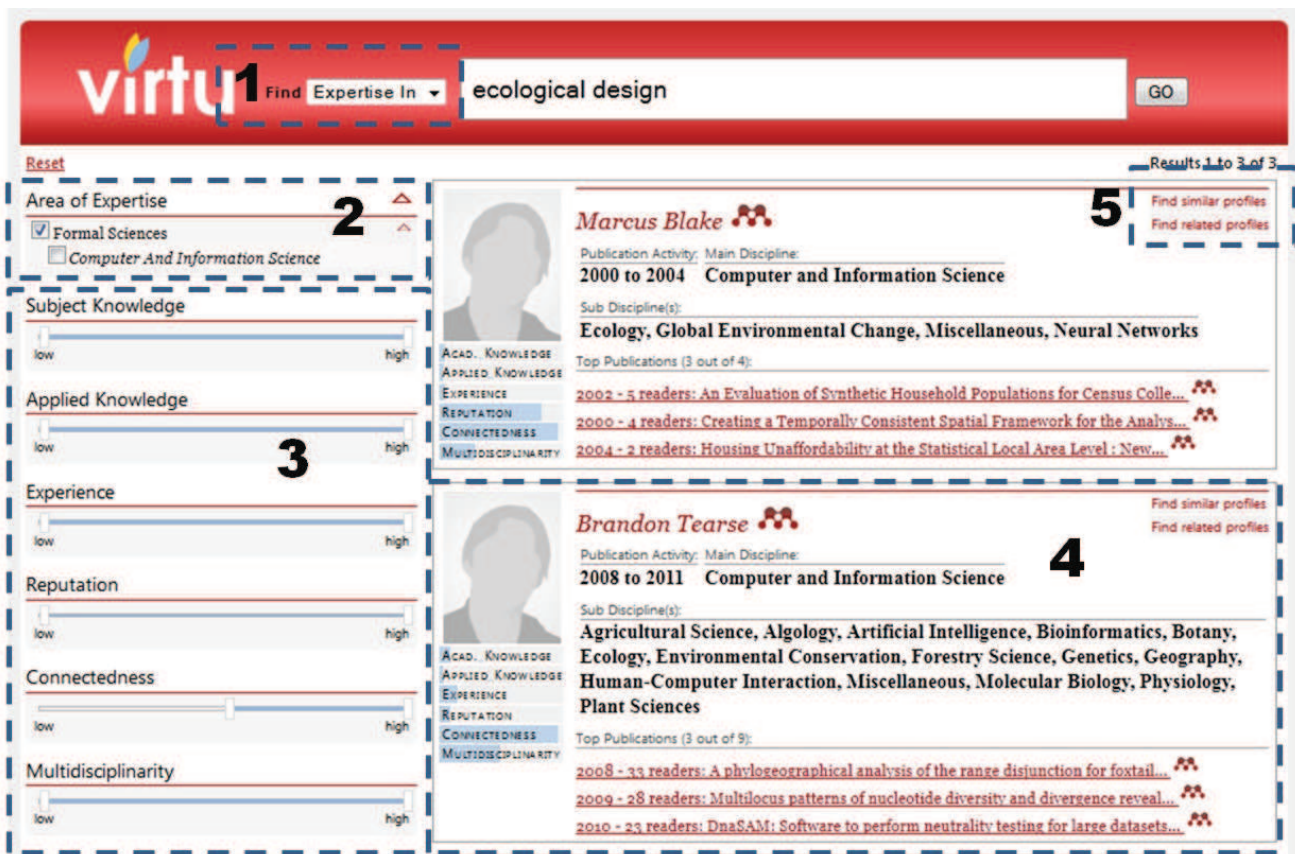 virtu
1 Find Expertise In ecological design GO
Reset
Results 1 to 3 of 3
Area of Expertise
2
Formal Sciences
Computer And Information Science
Subject Knowledge
low high
Applied Knowledge
low high
3
Experience
low high
Reputation
low high
Connectedness
low high
Multidisciplinarity
low high
5
Find similar profiles
Find related profiles
Marcus Blake
Publication Activity: Main Discipline:
2000 to 2004 Computer and Information Science
Sub Discipline(s):
Ecology, Global Environmental Change, Miscellaneous, Neural Networks
Top Publications (3 out of 4):
2002 - 5 readers: An Evaluation of Synthetic Household Populations for Census Colle...
2000 - 4 readers: Creating a Temporally Consistent Spatial Framework for the Analys...
2004 - 2 readers: Housing Unaffordability at the Statistical Local Area Level : New...
Acad. Knowledge
Applied Knowledge
Experience
Reputation
Connectedness
Multidisciplinarity
Find similar profiles
Find related profiles
4
Brandon Tearse
Publication Activity: Main Discipline:
2008 to 2011 Computer and Information Science
Sub Discipline(s):
Agricultural Science, Algology, Artificial Intelligence, Bioinformatics, Botany,
Ecology, Environmental Conservation, Forestry Science, Genetics, Geography,
Human-Computer Interaction, Miscellaneous, Molecular Biology, Physiology,
Plant Sciences
Top Publications (3 out of 9):
2008 - 33 readers: A phylogeographical analysis of the range disjunction for foxtail...
2009 - 28 readers: Multilocus patterns of nucleotide diversity and divergence reveal...
2010 - 23 readers: DnaSAM: Software to perform neutrality testing for large datasets...
Acad. Knowledge
Applied Knowledge
Experience
Reputation
Connectedness
Multidisciplinarity